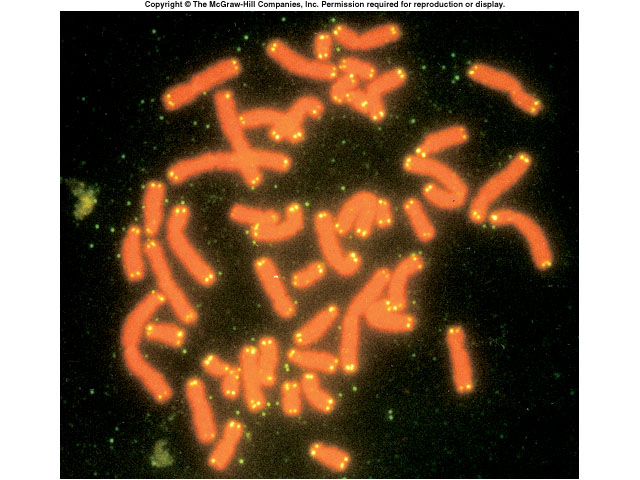 Copyright © The McGraw-Hill Companies, Inc. Permission required for reproduction or display.